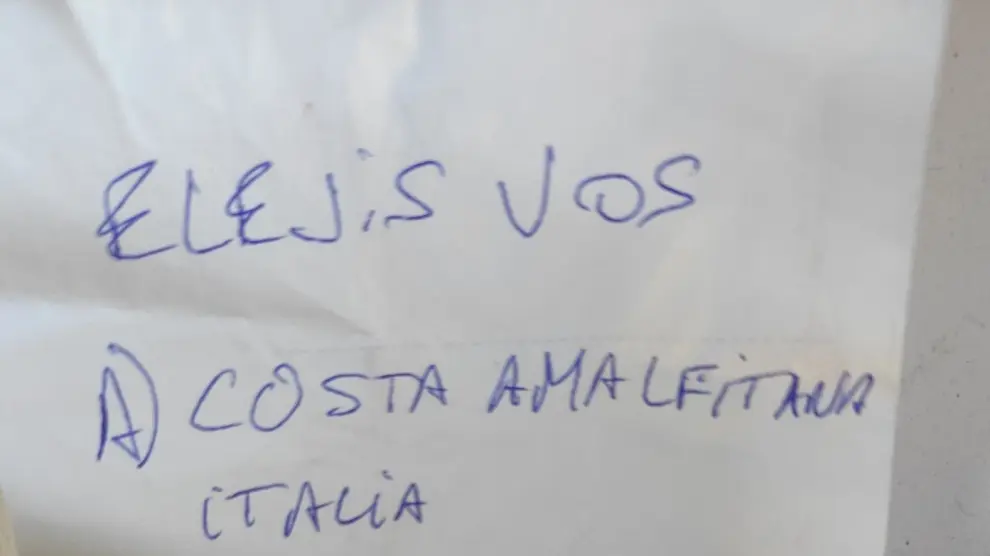 ELEJiS VOS
A) COSTA AMALFiTANA
iTALiA